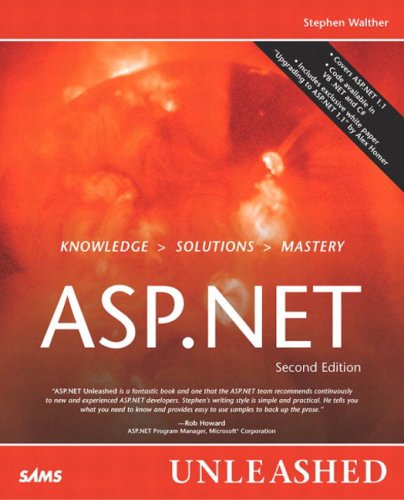 Stephen Walther
• Covers ASP.NET 1.1
• Code available in
VB .NET and C#
• Includes exclusive white paper
"Upgrading to ASP.NET 1.1," by Alex Homer
KNOWLEDGE > SOLUTIONS > MASTERY
ASP.NET
Second Edition
"ASP.NET Unleashed is a fantastic book and one that the ASP.NET team recommends continuously
to new and experienced ASP.NET developers. Stephen's writing style is simple and practical. He tells you
what you need to know and provides easy to use samples to back up the prose."
—Rob Howard
ASP.NET Program Manager, Microsoft® Corporation
SAMS
UNLEASHED